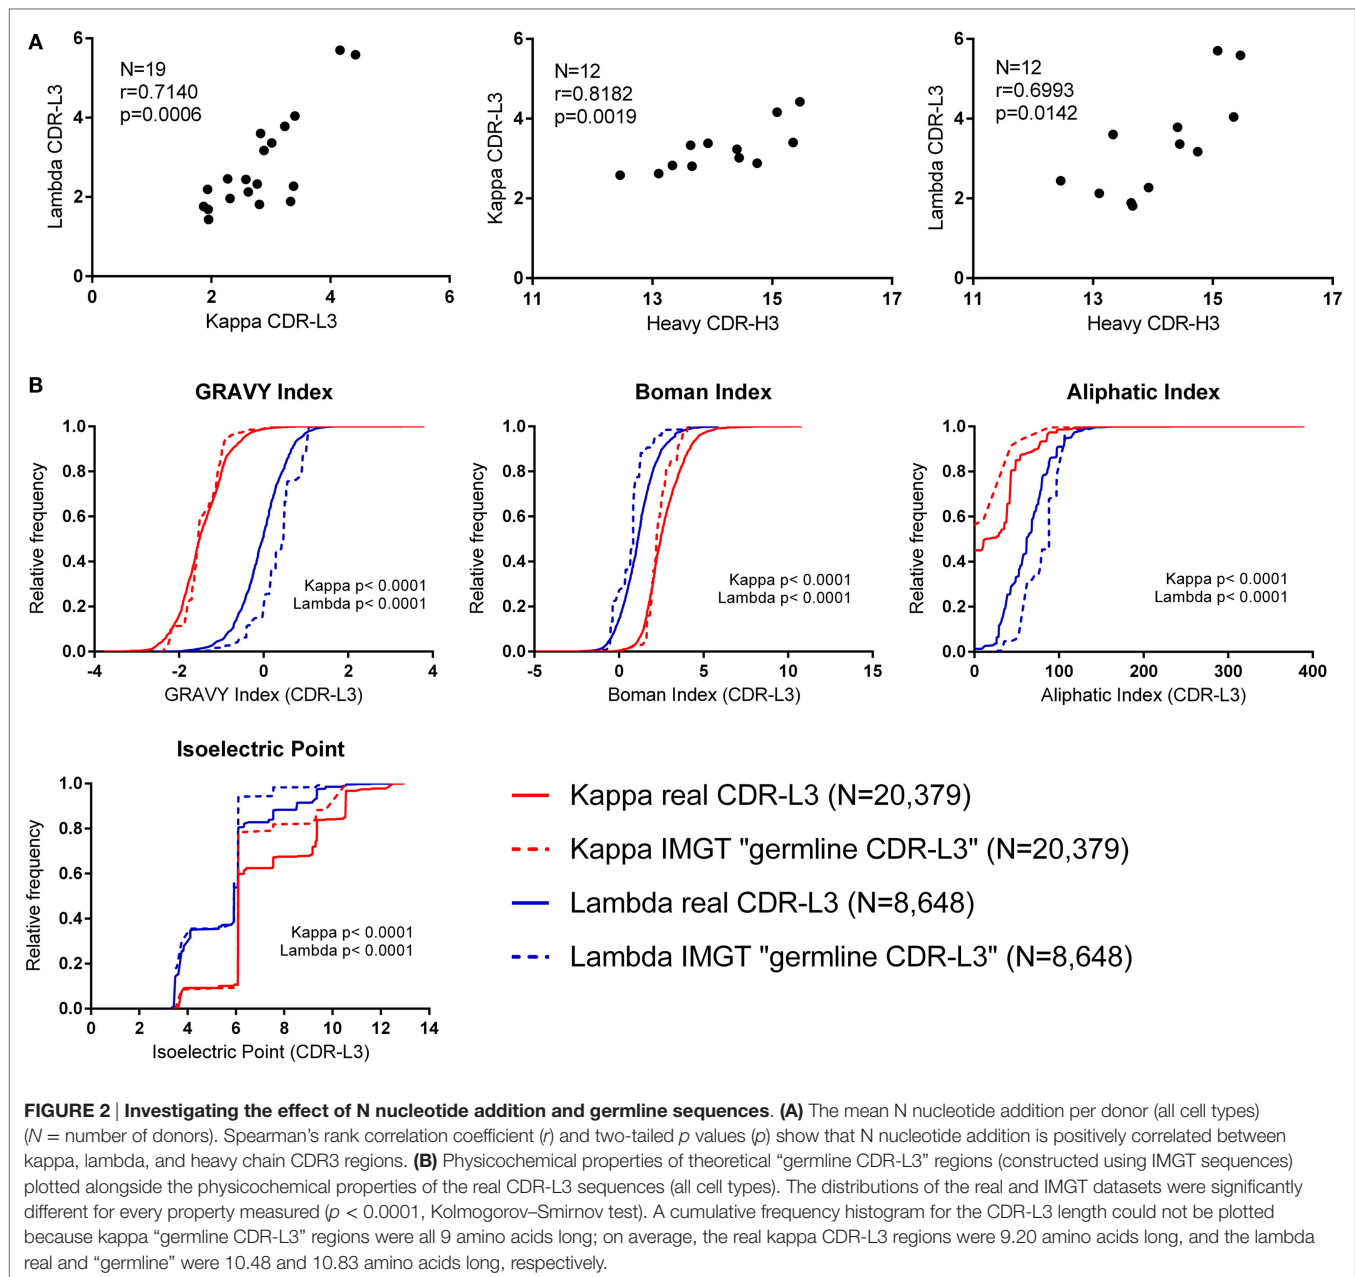 A
6
4
2
0
Lambda CDR-L3
N=19
r=0.7140
p=0.0006
0 2 4 6
Kappa CDR-L3
6
4
2
0
Kappa CDR-L3
N=12
r=0.8182
p=0.0019
11 13 15 17
Heavy CDR-H3
6
4
2
0
Lambda CDR-L3
N=12
r=0.6993
p=0.0142
11 13 15 17
Heavy CDR-H3
B
GRAVY Index
1.0
0.8
0.6
0.4
0.2
0.0
Relative frequency
Kappa p< 0.0001
Lambda p< 0.0001
-4 -2 0 2 4
GRAVY Index (CDR-L3)
Boman Index
1.0
0.8
0.6
0.4
0.2
0.0
Relative frequency
Kappa p< 0.0001
Lambda p< 0.0001
-5 0 5 10 15
Boman Index (CDR-L3)
Aliphatic Index
1.0
0.8
0.6
0.4
0.2
0.0
Relative frequency
Kappa p< 0.0001
Lambda p< 0.0001
0 100 200 300 400
Aliphatic Index (CDR-L3)
Isoelectric Point
1.0
0.8
0.6
0.4
0.2
0.0
Relative frequency
Kappa p< 0.0001
Lambda p< 0.0001
0 2 4 6 8 10 12 14
Isoelectric Point (CDR-L3)
Kappa real CDR-L3 (N=20,379)
Kappa IMGT "germline CDR-L3" (N=20,379)
Lambda real CDR-L3 (N=8,648)
Lambda IMGT "germline CDR-L3" (N=8,648)
FIGURE 2 | Investigating the effect of N nucleotide addition and germline sequences. (A) The mean N nucleotide addition per donor (all cell types)
(N = number of donors). Spearman's rank correlation coefficient (r) and two-tailed p values (p) show that N nucleotide addition is positively correlated between
kappa, lambda, and heavy chain CDR3 regions. (B) Physicochemical properties of theoretical "germline CDR-L3" regions (constructed using IMGT sequences)
plotted alongside the physicochemical properties of the real CDR-L3 sequences (all cell types). The distributions of the real and IMGT datasets were significantly
different for every property measured (p < 0.0001, Kolmogorov–Smirnov test). A cumulative frequency histogram for the CDR-L3 length could not be plotted
because kappa "germline CDR-L3" regions were all 9 amino acids long; on average, the real kappa CDR-L3 regions were 9.20 amino acids long, and the lambda
real and "germline" were 10.48 and 10.83 amino acids long, respectively.